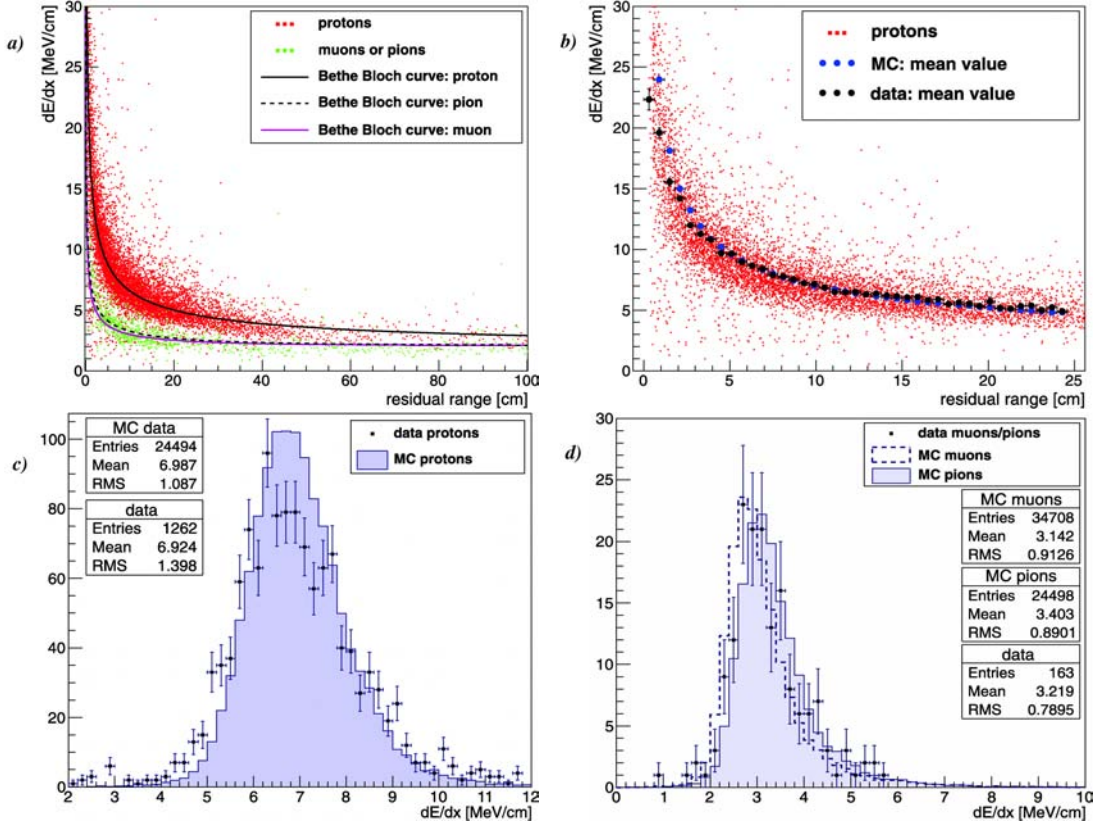 a)
dE/dx [MeV/cm]
30
25
20
15
10
5
0
protons
muons or pions
Bethe Bloch curve: proton
Bethe Bloch curve: pion
Bethe Bloch curve: muon
0 20 40 60 80 100
residual range [cm]
b)
dE/dx [MeV/cm]
30
25
20
15
10
5
0
protons
MC: mean value
data: mean value
0 5 10 15 20 25
residual range [cm]
c)
100
80
60
40
20
0
MC data
Entries 24494
Mean 6.987
RMS 1.087
data
Entries 1262
Mean 6.924
RMS 1.398
data protons
MC protons
2 3 4 5 6 7 8 9 10 11 12
dE/dx [MeV/cm]
d)
30
25
20
15
10
5
0
data muons/pions
MC muons
MC pions
MC muons
Entries 34708
Mean 3.142
RMS 0.9126
MC pions
Entries 24498
Mean 3.403
RMS 0.8901
data
Entries 163
Mean 3.219
RMS 0.7895
0 1 2 3 4 5 6 7 8 9 10
dE/dx [MeV/cm]